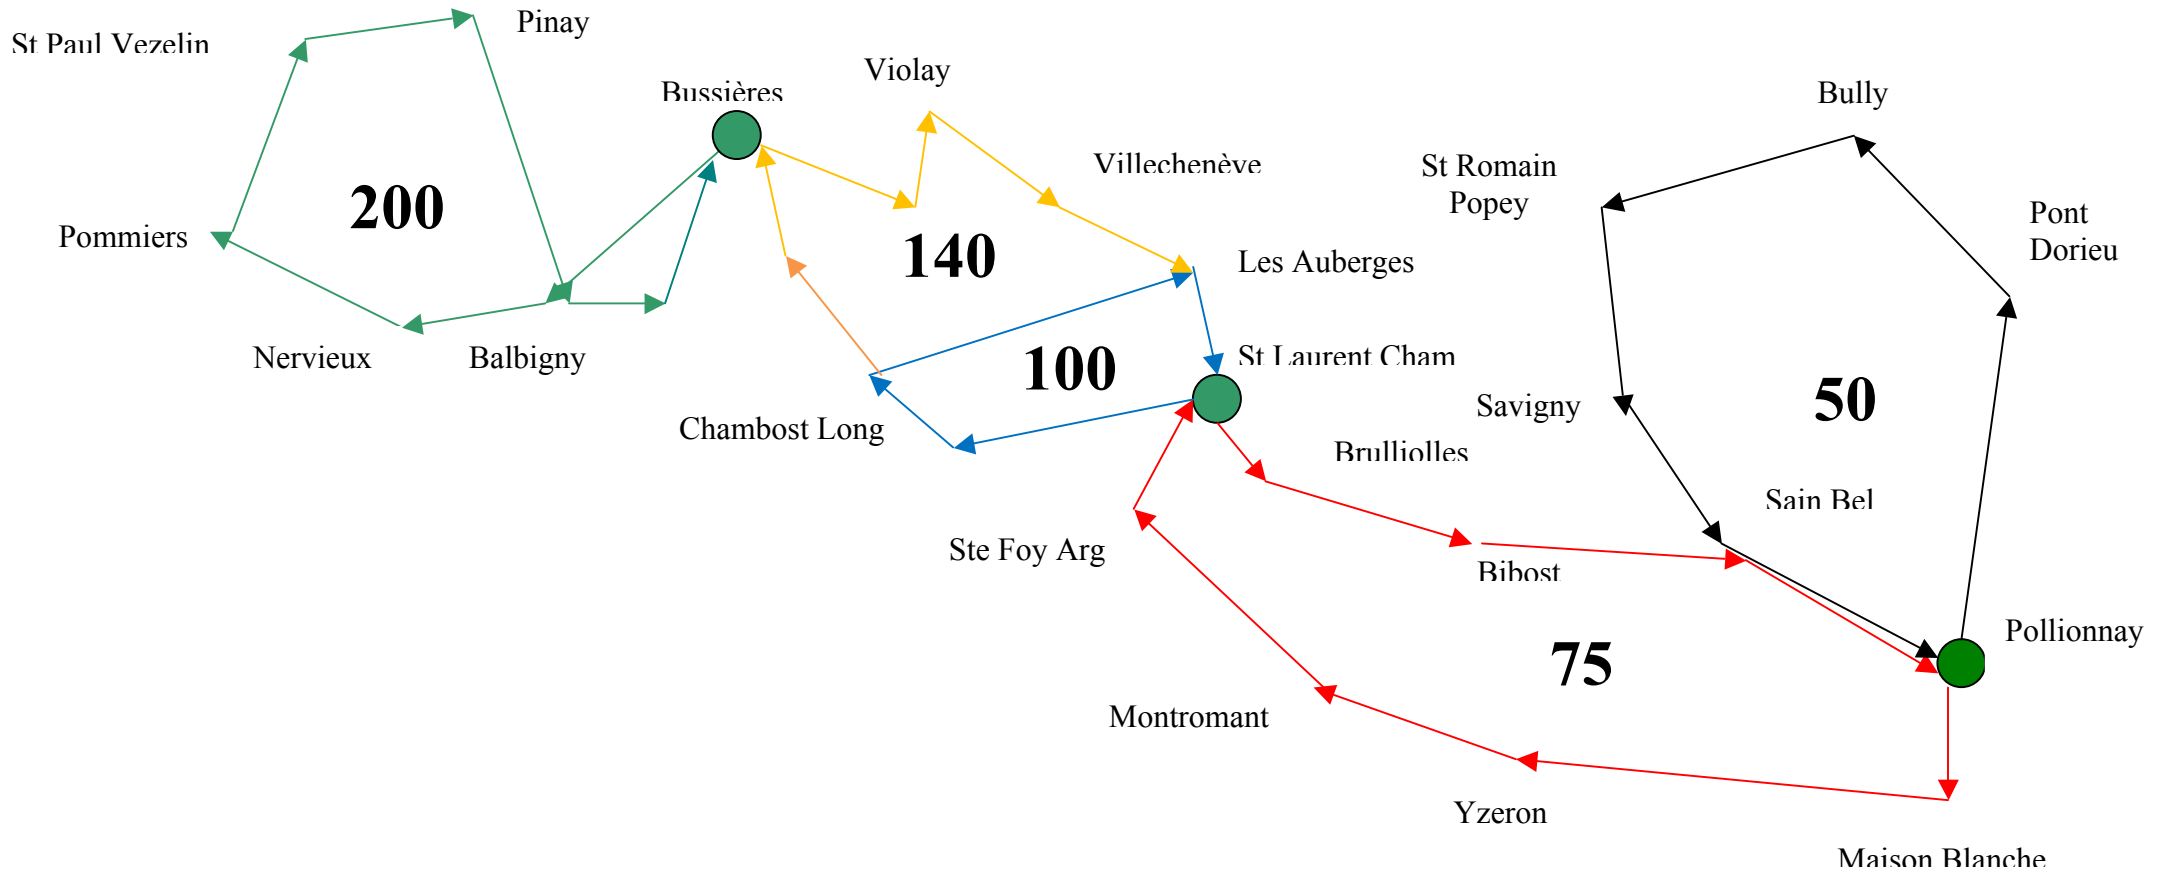 Pinay
St Paul Vezelin
Violay
Bussières
Bully
Villechenève
St Romain
Popey
200
Pont
Dorieu
Pommiers
140
Les Auberges
Nervieux
Balbigny
100
St Laurent Cham
50
Savigny
Chambost Long
Brulliolles
Sain Bel
Ste Foy Arg
Bibost
Pollionnay
75
Montromant
Yzeron
Maison Blanche